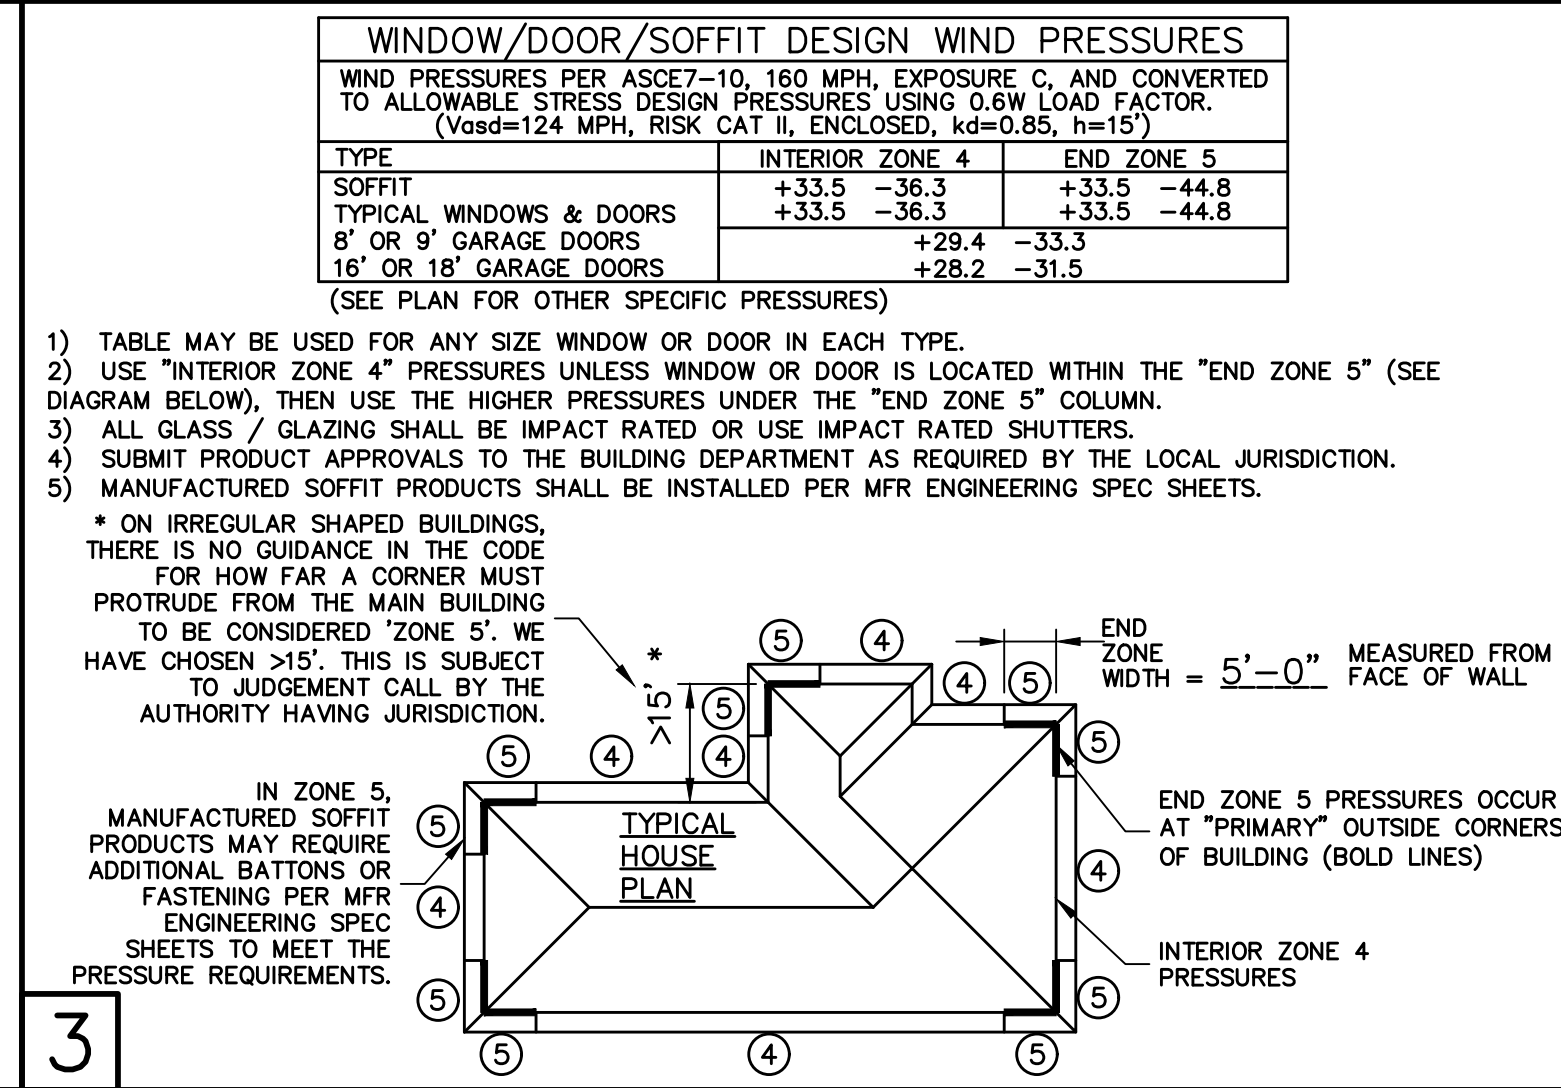 WINDOW/DOOR/SOFFIT DESIGN WIND PRESSURES
WIND PRESSURES PER ASCE7-10, 160 MPH, EXPOSURE C, AND CONVERTED
TO ALLOWABLE STRESS DESIGN PRESSURES USING 0.6W LOAD FACTOR.
(Vasd=124 MPH, RISK CAT II, ENCLOSED, kd=0.85, h=15')
TYPE INTERIOR ZONE 4 END ZONE 5
SOFFIT +33.5 -36.3 +33.5 -44.8
TYPICAL WINDOWS & DOORS +33.5 -36.3 +33.5 -44.8
8' OR 9' GARAGE DOORS +29.4 -33.3
16' OR 18' GARAGE DOORS +28.2 -31.5
(SEE PLAN FOR OTHER SPECIFIC PRESSURES)
1) TABLE MAY BE USED FOR ANY SIZE WINDOW OR DOOR IN EACH TYPE.
2) USE "INTERIOR ZONE 4" PRESSURES UNLESS WINDOW OR DOOR IS LOCATED WITHIN THE "END ZONE 5" (SEE
DIAGRAM BELOW), THEN USE THE HIGHER PRESSURES UNDER THE "END ZONE 5" COLUMN.
3) ALL GLASS / GLAZING SHALL BE IMPACT RATED OR USE IMPACT RATED SHUTTERS.
4) SUBMIT PRODUCT APPROVALS TO THE BUILDING DEPARTMENT AS REQUIRED BY THE LOCAL JURISDICTION.
5) MANUFACTURED SOFFIT PRODUCTS SHALL BE INSTALLED PER MFR ENGINEERING SPEC SHEETS.
* ON IRREGULAR SHAPED BUILDINGS,
THERE IS NO GUIDANCE IN THE CODE
FOR HOW FAR A CORNER MUST
PROTRUDE FROM THE MAIN BUILDING
TO BE CONSIDERED 'ZONE 5'. WE
HAVE CHOSEN >15'. THIS IS SUBJECT
TO JUDGEMENT CALL BY THE
AUTHORITY HAVING JURISDICTION.
>15' *
5 4
4 5
END
ZONE
WIDTH = 5'-0"
MEASURED FROM
FACE OF WALL
5
4
5 4
5
IN ZONE 5,
MANUFACTURED SOFFIT
PRODUCTS MAY REQUIRE
ADDITIONAL BATTONS OR
FASTENING PER MFR
ENGINEERING SPEC
SHEETS TO MEET THE
PRESSURE REQUIREMENTS.
5
4
5
TYPICAL
HOUSE
PLAN
END ZONE 5 PRESSURES OCCUR
AT "PRIMARY" OUTSIDE CORNERS
OF BUILDING (BOLD LINES)
4
INTERIOR ZONE 4
PRESSURES
5
5 4 5
3